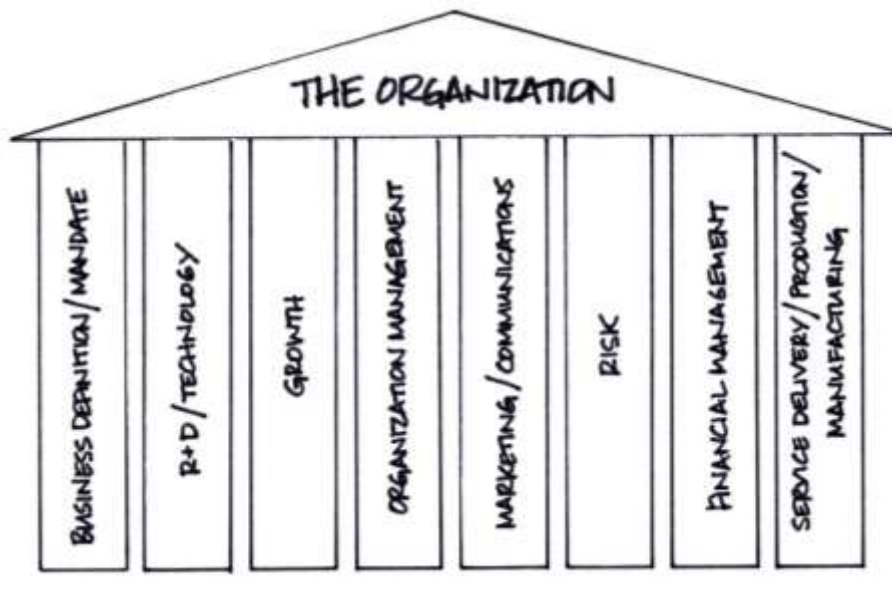 THE ORGANIZATION
BUSINESS DEFINITION/MANDATE
R+D/TECHNOLOGY
GROWTH
ORGANIZATION MANAGEMENT
MARKETING/COMMUNICATIONS
RISK
FINANCIAL MANAGEMENT
SERVICE DELIVERY/PRODUCTION/
MANUFACTURING